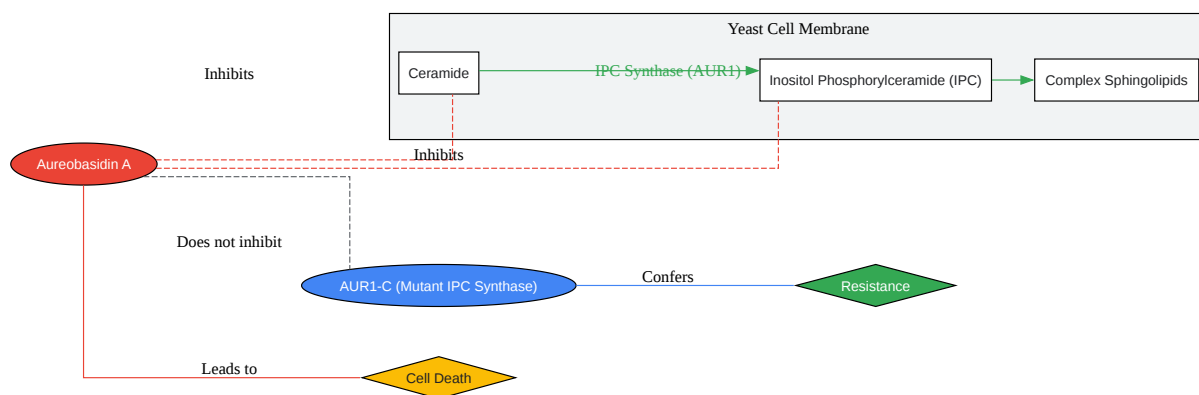 Yeast Cell Membrane
Inhibits
Ceramide
IPC Synthase (AUR1)
Inositol Phosphorylceramide (IPC)
Complex Sphingolipids
Inhibits
Aureobasidin A
Does not inhibit
AUR1-C (Mutant IPC Synthase)
Confers
Resistance
Leads to
Cell Death